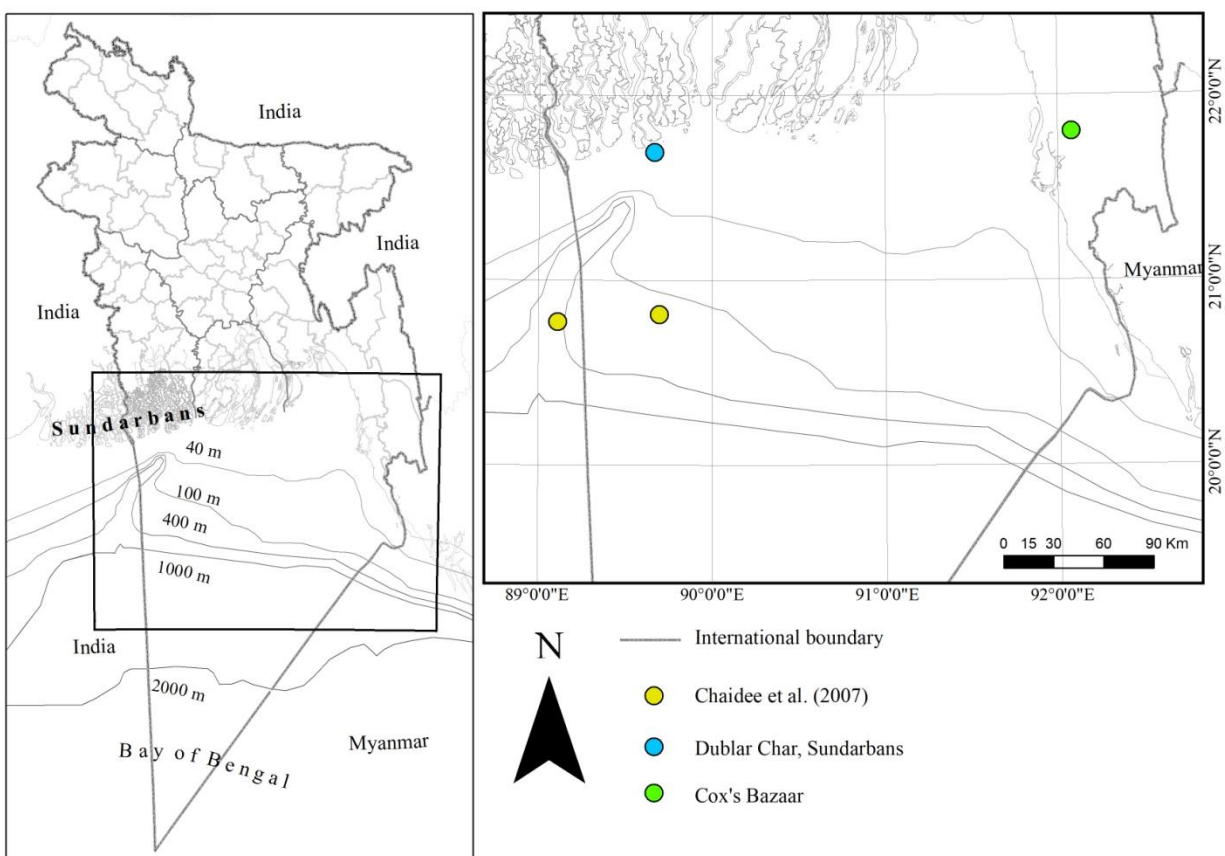 India
India
India
Sundarbans
40 m
100 m
400 m
1000 m
India
2000 m
Myanmar
Bay of Bengal
22°0'0"N
21°0'0"N
20°0'0"N
Myanmar
0 15 30 60 90 Km
89°0'0"E 90°0'0"E 91°0'0"E 92°0'0"E
N
International boundary
Chaidee et al. (2007)
Dublar Char, Sundarbans
Cox's Bazaar